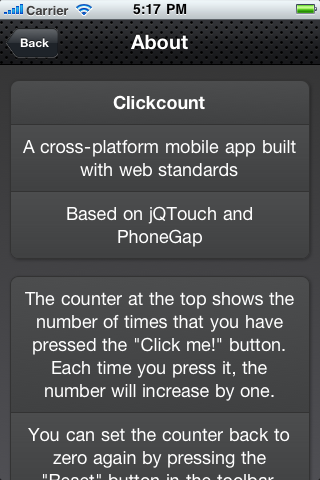 Carrier 5:17 PM
Back
About
Clickcount
A cross-platform mobile app built
with web standards
Based on jQTouch and
PhoneGap
The counter at the top shows the
number of times that you have
pressed the "Click me!" button.
Each time you press it, the
number will increase by one.
You can set the counter back to
zero again by pressing the
"Reset" button in the toolbar